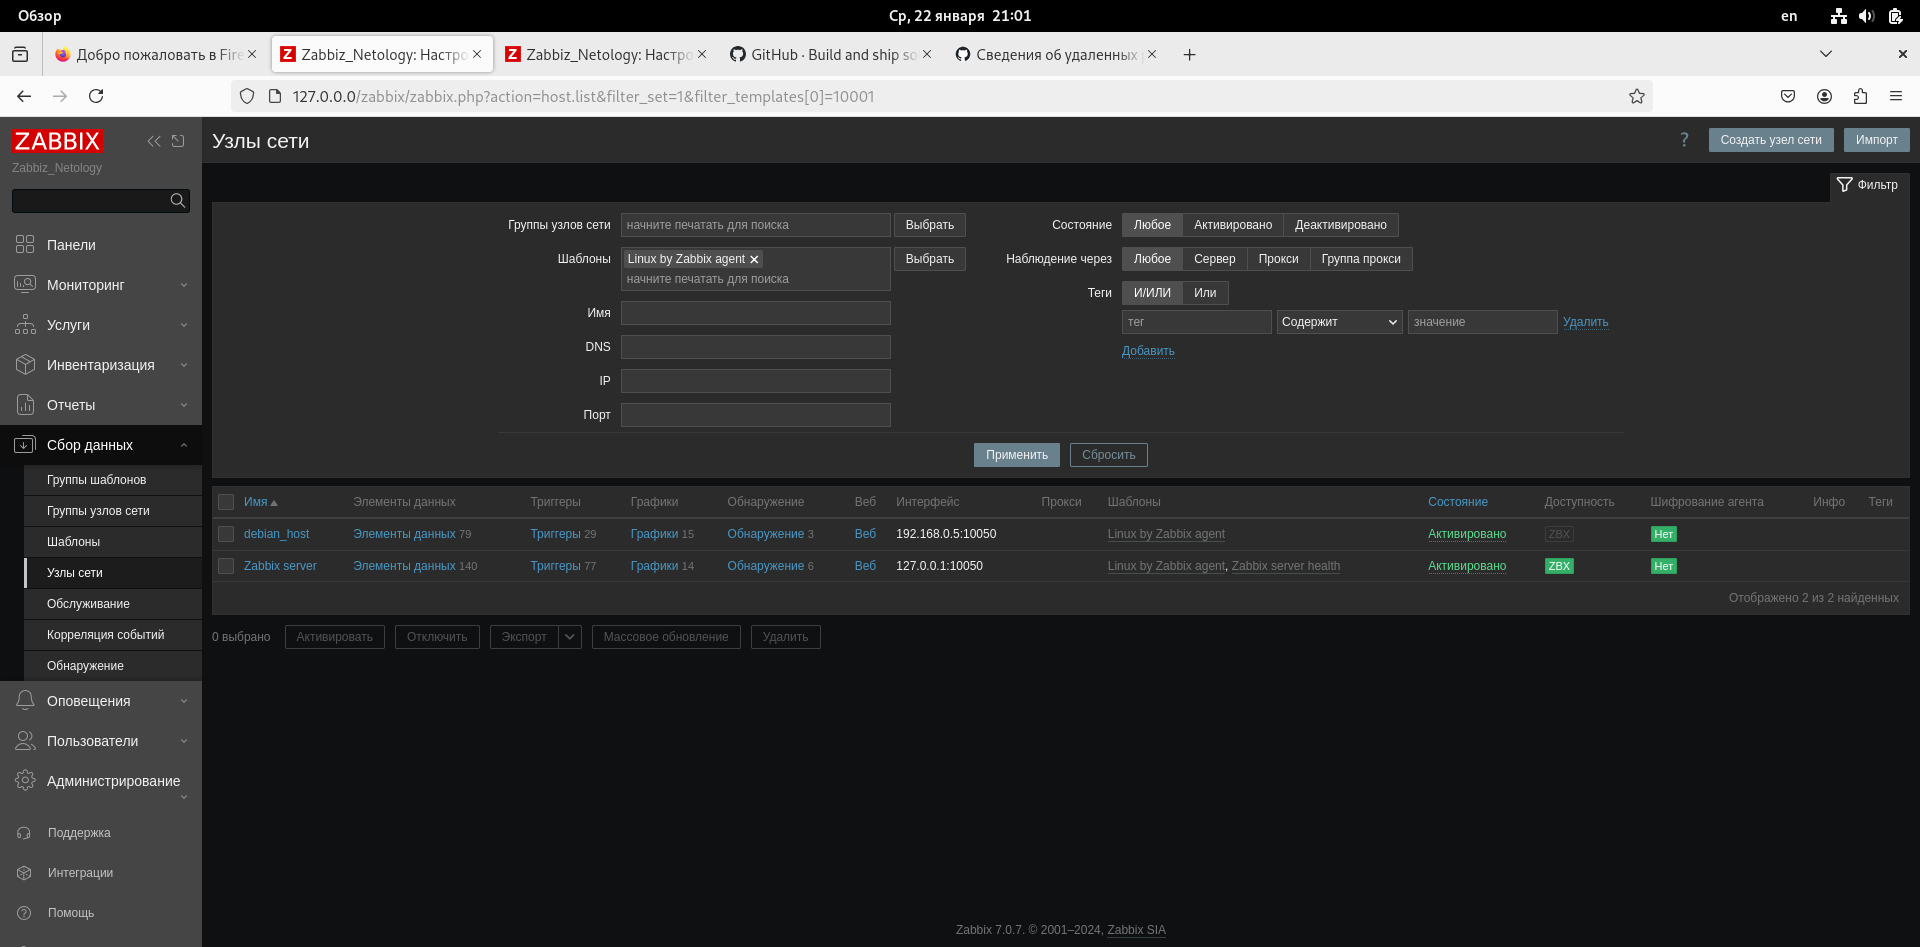 Обзор
Ср, 22 января 21:01
en
Добро пожаловать в Fire
Zabbiz_Netology: Настро
Zabbiz_Netology: Настро
GitHub · Build and ship so
Сведения об удаленных
127.0.0.0/zabbix/zabbix.php?action=host.list&filter_set=1&filter_templates[0]=10001
ZABBIX
Zabbiz_Netology
Панели
Мониторинг
Услуги
Инвентаризация
Отчеты
Сбор данных
Группы шаблонов
Группы узлов сети
Шаблоны
Узлы сети
Обслуживание
Корреляция событий
Обнаружение
Оповещения
Пользователи
Администрирование
Поддержка
Интеграции
Помощь
Узлы сети
? Создать узел сети Импорт
Фильтр
Группы узлов сети начните печатать для поиска Выбрать
Шаблоны Linux by Zabbix agent Выбрать
начните печатать для поиска
Имя
DNS
IP
Порт
Состояние Любое Активировано Деактивировано
Наблюдение через Любое Сервер Прокси Группа прокси
Теги И/ИЛИ Или
тег Содержит значение Удалить
Добавить
Применить Сбросить
Имя Элементы данных Триггеры Графики Обнаружение Веб Интерфейс Прокси Шаблоны Состояние Доступность Шифрование агента Инфо Теги
debian_host Элементы данных 79 Триггеры 29 Графики 15 Обнаружение 3 Веб 192.168.0.5:10050 Linux by Zabbix agent Активировано ZBX Нет
Zabbix server Элементы данных 140 Триггеры 77 Графики 14 Обнаружение 6 Веб 127.0.0.1:10050 Linux by Zabbix agent, Zabbix server health Активировано ZBX Нет
Отображено 2 из 2 найденных
0 выбрано Активировать Отключить Экспорт Массовое обновление Удалить
Zabbix 7.0.7. © 2001–2024, Zabbix SIA